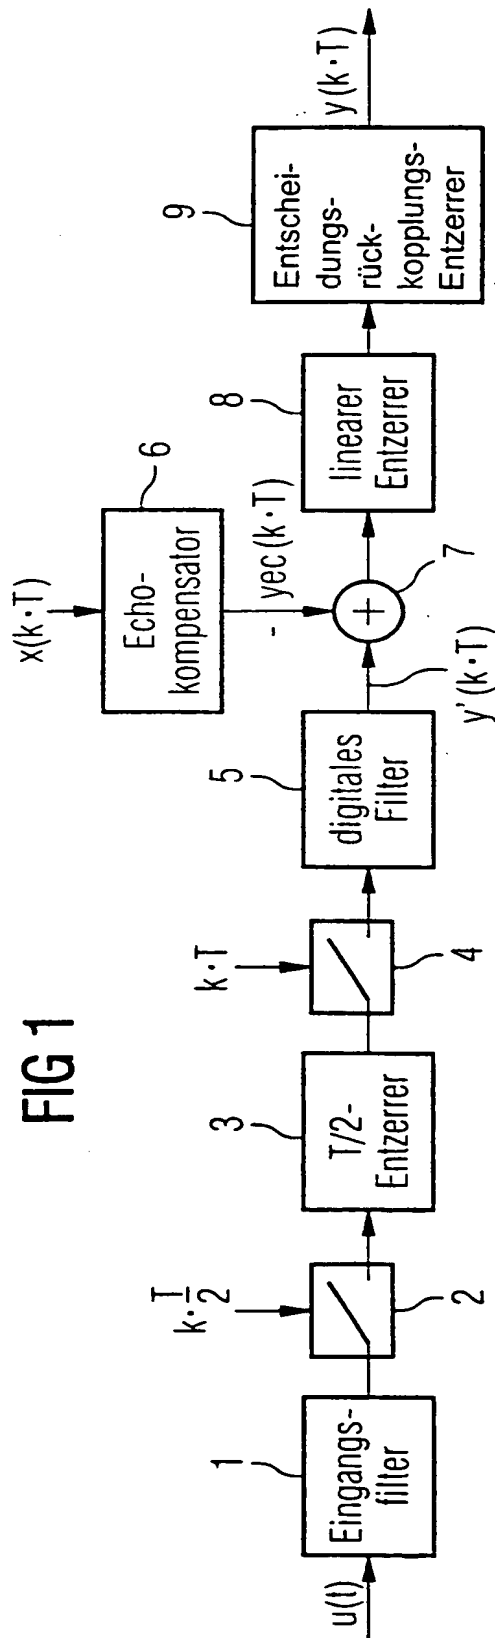 FIG 1
u(t)
1
Eingangs-
filter
k·T/2
2
3
T/2-
Entzerrer
k·T
4
5
digitales
Filter
y'(k·T)
x(k·T)
6
Echo-
kompensator
-
yec(k·T)
+
7
8
linearer
Entzerrer
9
Entschei-
dungs-
rück-
kopplungs-
Entzerrer
y(k·T)